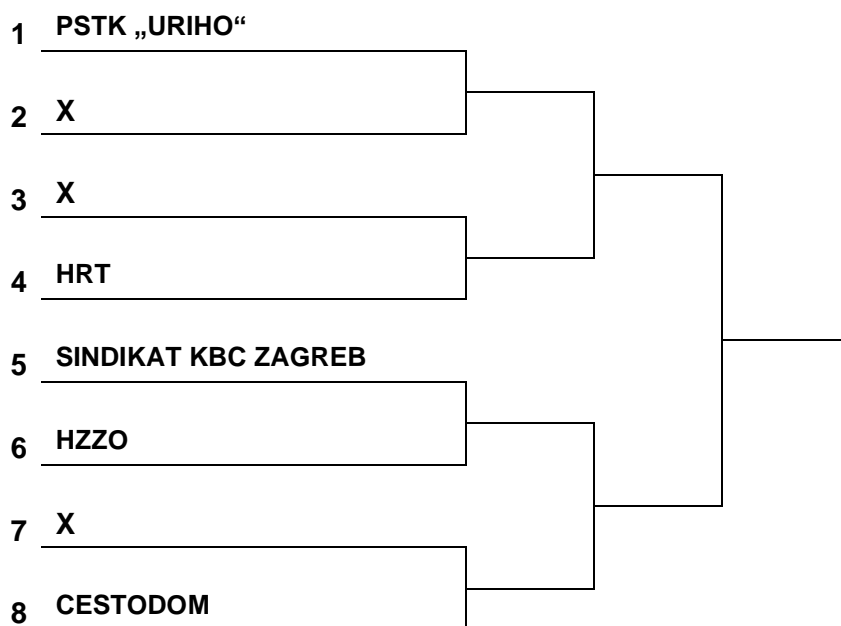 1 PSTK „URIHO“
2 X
3 X
4 HRT
5 SINDIKAT KBC ZAGREB
6 HZZO
7 X
8 CESTODOM